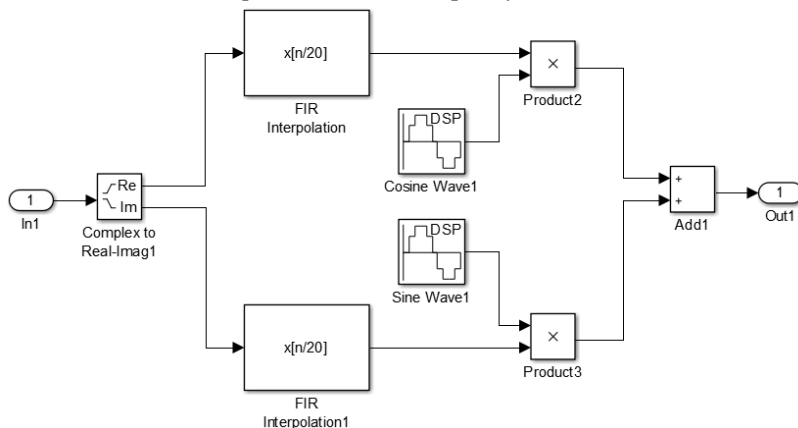 x[n/20]
FIR
Interpolation
×
Product2
DSP
Cosine Wave1
1
In1
Re
Im
Complex to
Real-Imag1
+
+
Add1
1
Out1
DSP
Sine Wave1
x[n/20]
FIR
Interpolation1
×
Product3